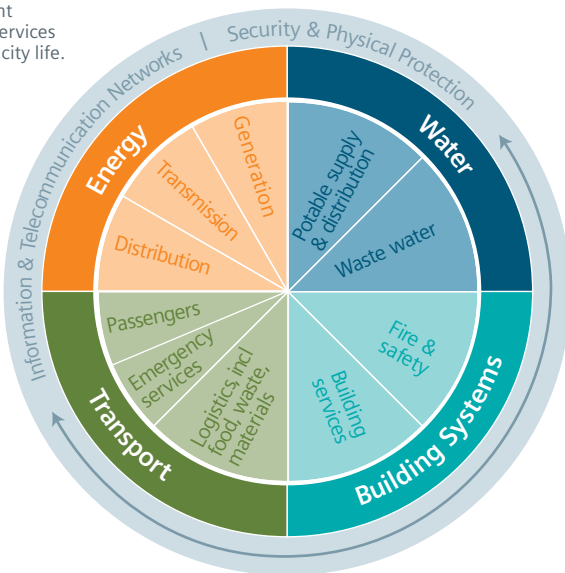 nt
ervices
city life.
Information & Telecommunication Networks | Security & Physical Protection
Energy
Generation
Transmission
Distribution
Water
Potable supply
& distribution
Waste water
Transport
Passengers
Emergency
services
Logistics, incl
food, waste,
materials
Building Systems
Fire &
safety
Building
services